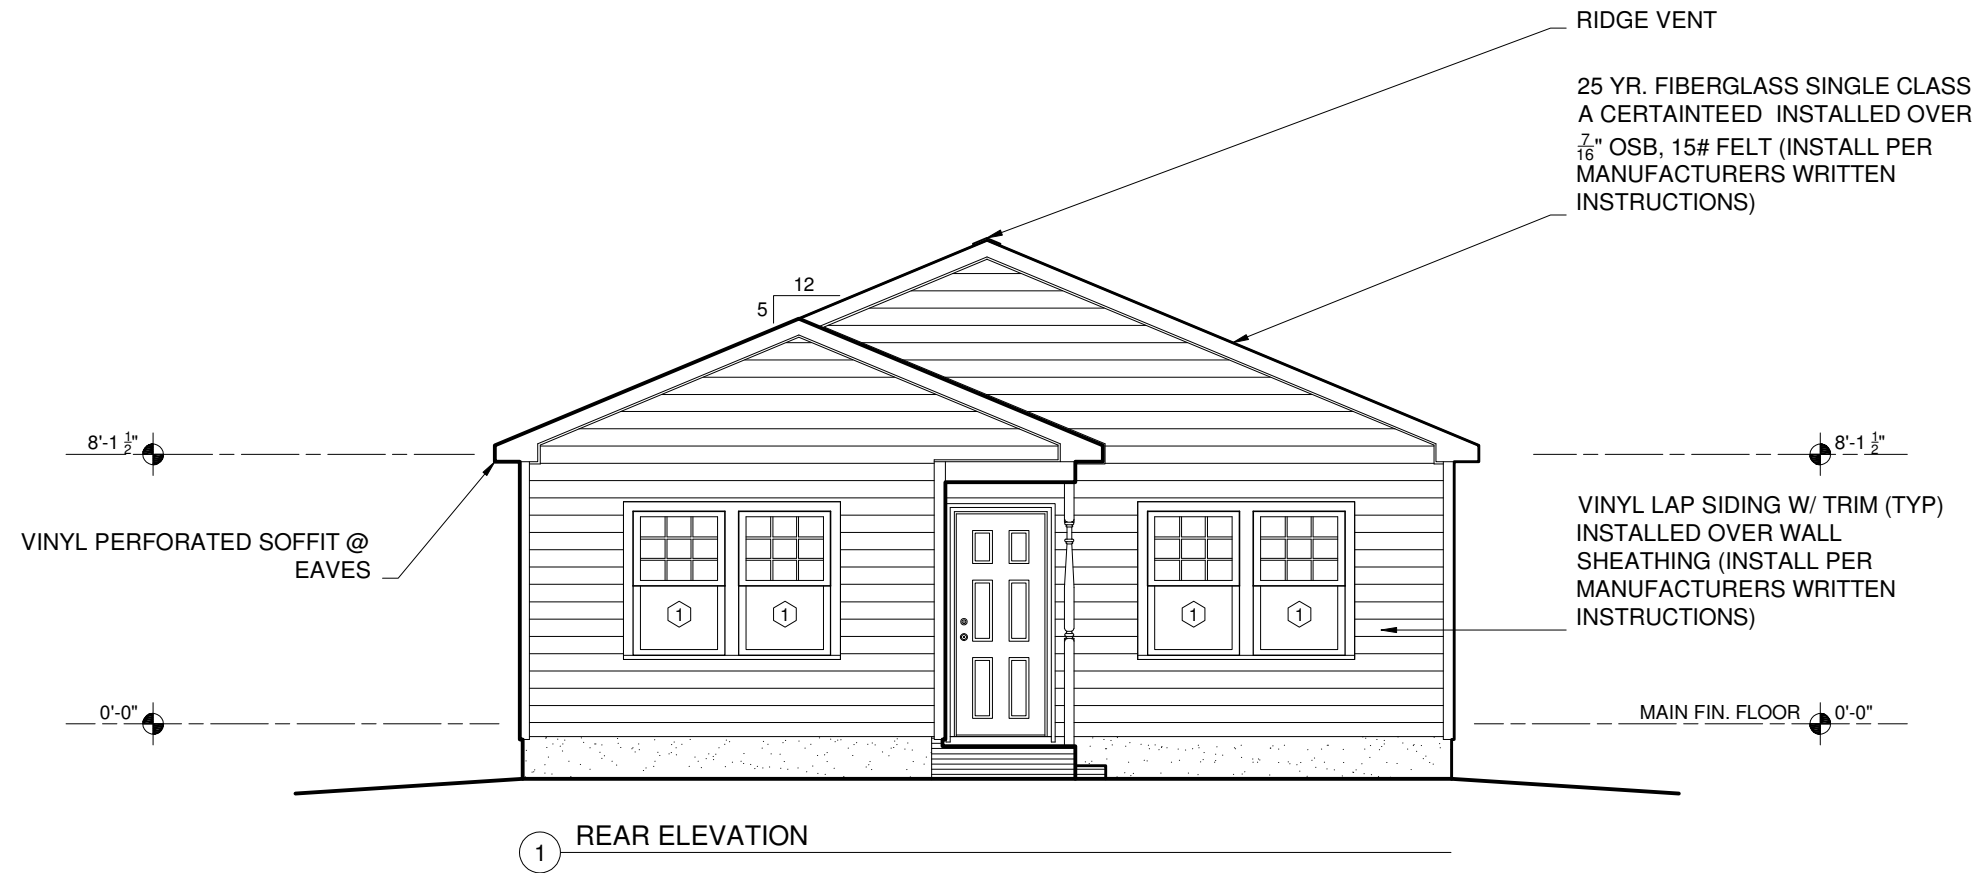 RIDGE VENT
25 YR. FIBERGLASS SINGLE CLASS
A CERTAINTEED INSTALLED OVER
7/16" OSB, 15# FELT (INSTALL PER
MANUFACTURERS WRITTEN
INSTRUCTIONS)
12
5
8'-1 1/2"
8'-1 1/2"
VINYL PERFORATED SOFFIT @
EAVES
VINYL LAP SIDING W/ TRIM (TYP)
INSTALLED OVER WALL
SHEATHING (INSTALL PER
MANUFACTURERS WRITTEN
INSTRUCTIONS)
1 1 1 1
0'-0"
MAIN FIN. FLOOR 0'-0"
1 REAR ELEVATION